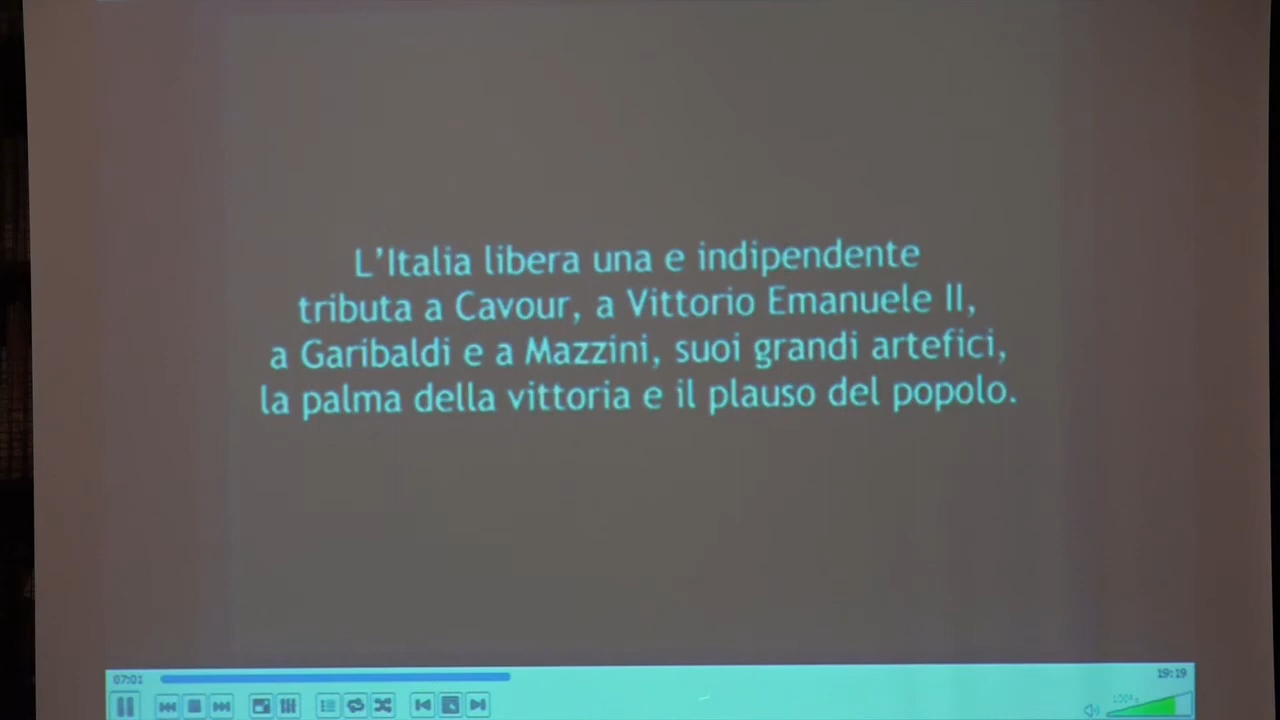 L'Italia libera una e indipendente
tributa a Cavour, a Vittorio Emanuele II,
a Garibaldi e a Mazzini, suoi grandi artefici,
la palma della vittoria e il plauso del popolo.
07:01
19:19
100%